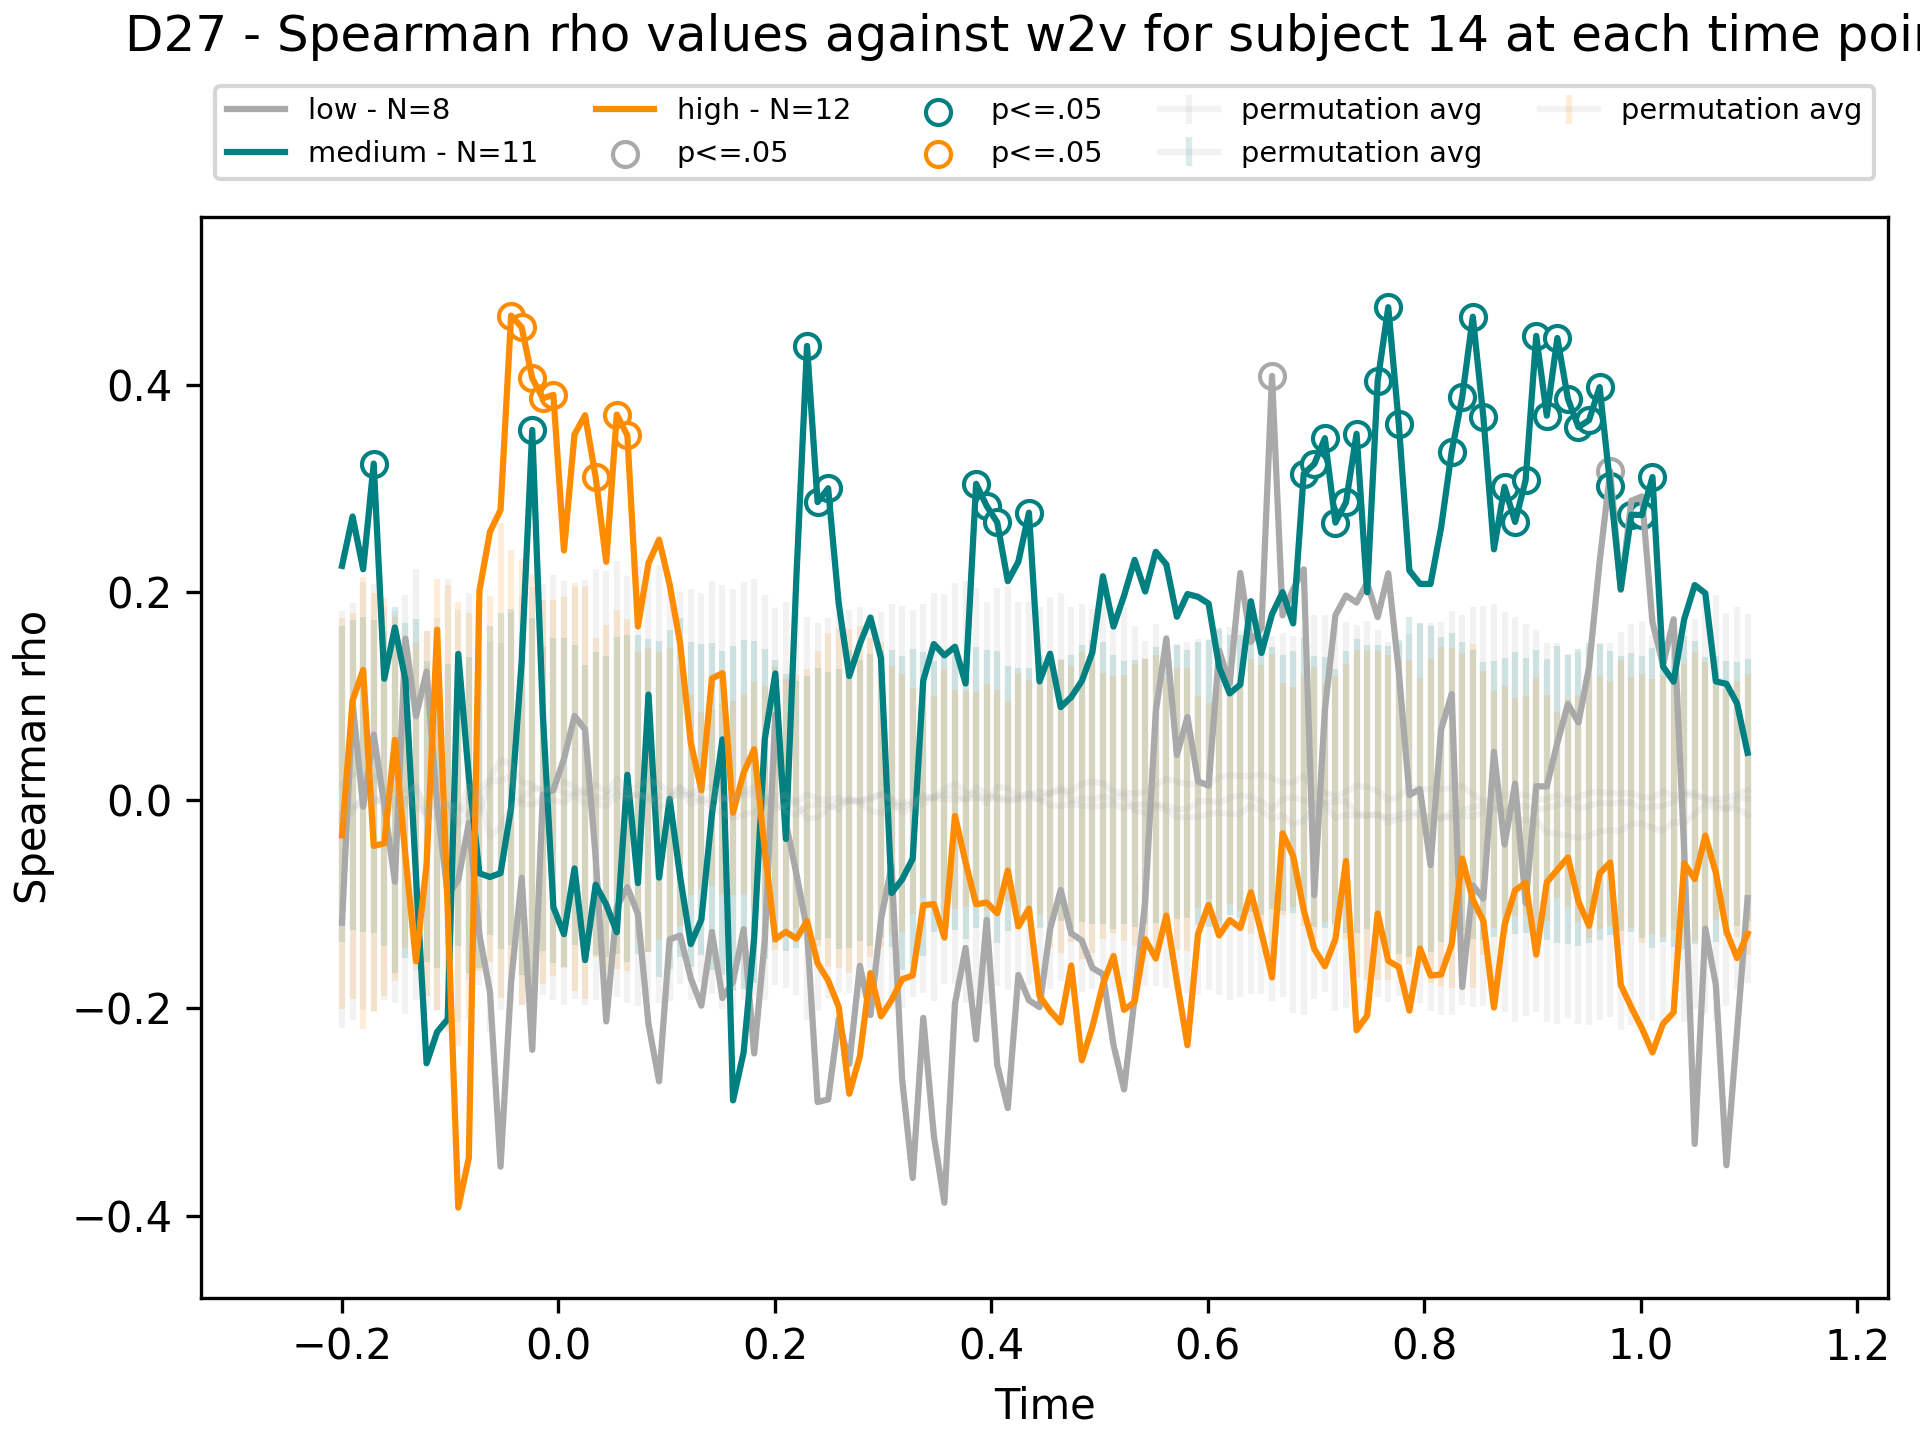 D27 - Spearman rho values against w2v for subject 14 at each time
low - N=8
medium - N=11
high - N=12
p<=.05
p<=.05
p<=.05
permutation avg
permutation avg
permutation avg
Spearman rho
0.4
0.2
0.0
−0.2
−0.4
−0.2 0.0 0.2 0.4 0.6 0.8 1.0 1.2
Time